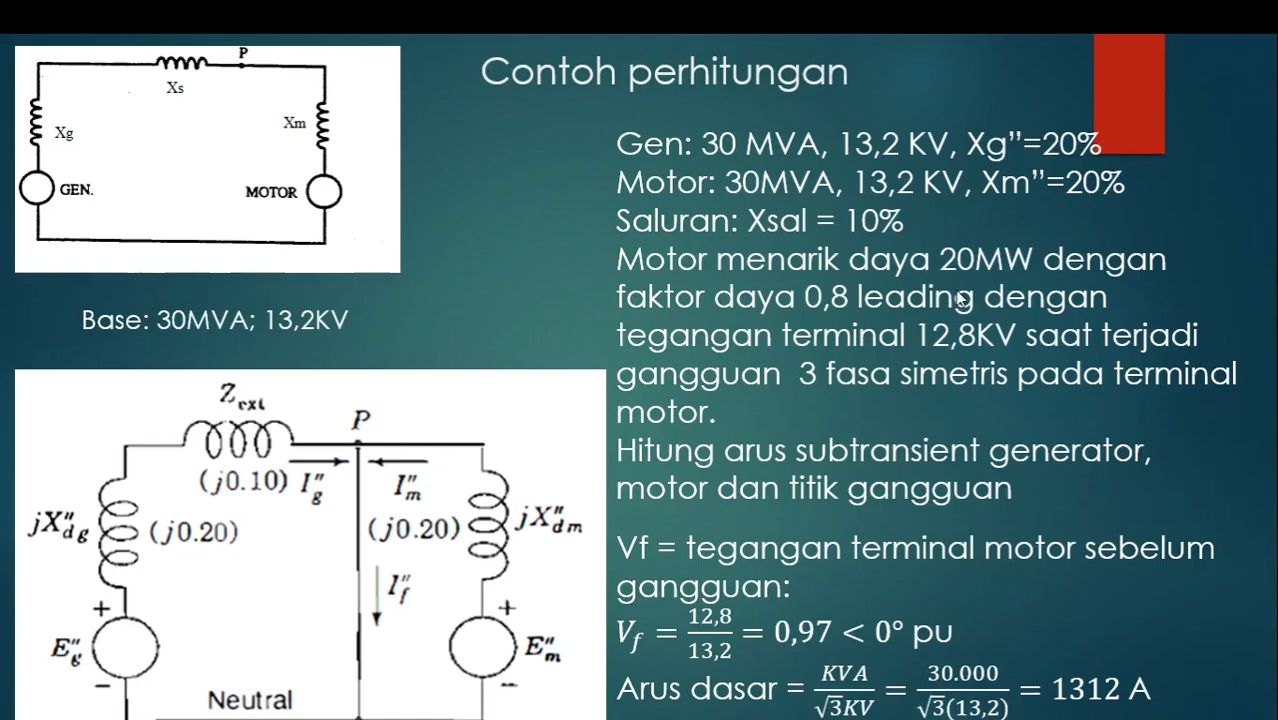 Contoh perhitungan
P
Xs
Xg
Xm
GEN.
MOTOR
Base: 30MVA; 13,2KV
Gen: 30 MVA, 13,2 KV, Xg”=20%
Motor: 30MVA, 13,2 KV, Xm”=20%
Saluran: Xsal = 10%
Motor menarik daya 20MW dengan
faktor daya 0,8 leading dengan
tegangan terminal 12,8KV saat terjadi
gangguan 3 fasa simetris pada terminal
motor.
Hitung arus subtransient generator,
motor dan titik gangguan
Vf = tegangan terminal motor sebelum
gangguan:
V_f = 12,8/13,2 = 0,97 < 0° pu
Arus dasar = KVA/√3KV = 30.000/√3(13,2) = 1312 A
Z_ext
P
(j0.10) I''_g
I''_m
jX''_dg (j0.20)
(j0.20) jX''_dm
I''_f
+
+
E''_g
E''_m
-
-
Neutral